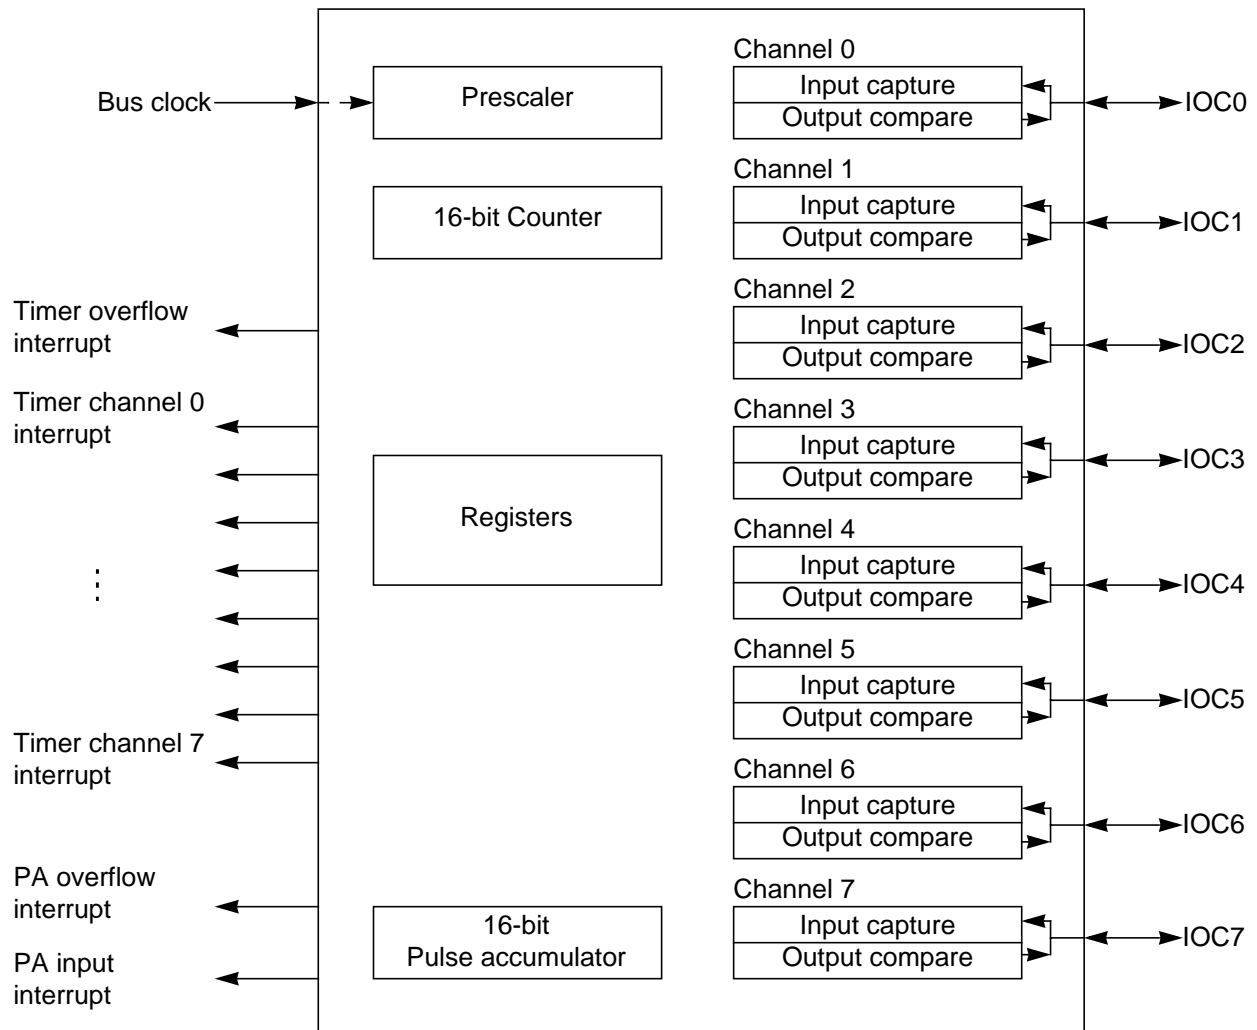 Bus clock
Timer overflow
interrupt
Timer channel 0
interrupt
Timer channel 7
interrupt
PA overflow
interrupt
PA input
interrupt
Prescaler
16-bit Counter
Registers
16-bit
Pulse accumulator
Channel 0
Input capture
Output compare
IOC0
Channel 1
Input capture
Output compare
IOC1
Channel 2
Input capture
Output compare
IOC2
Channel 3
Input capture
Output compare
IOC3
Channel 4
Input capture
Output compare
IOC4
Channel 5
Input capture
Output compare
IOC5
Channel 6
Input capture
Output compare
IOC6
Channel 7
Input capture
Output compare
IOC7